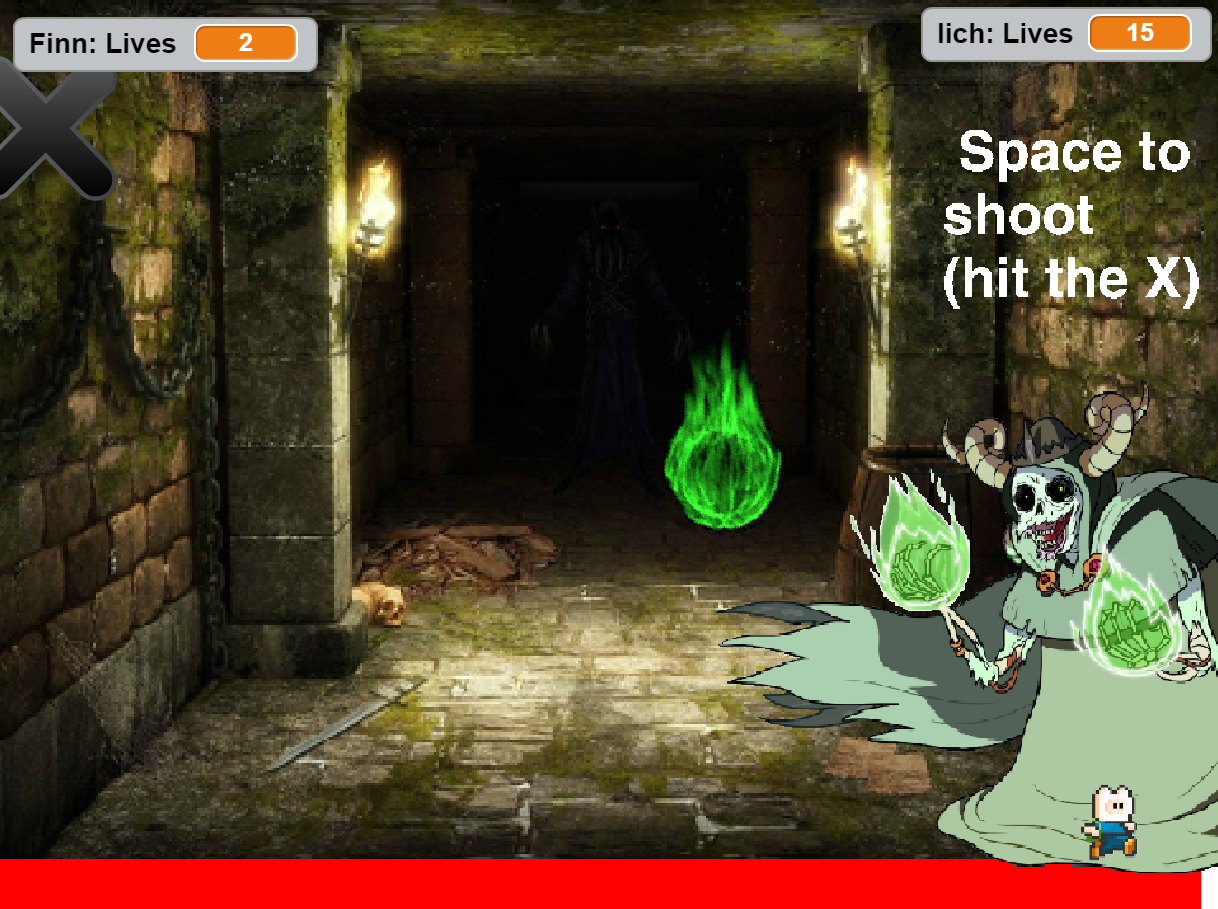 Finn: Lives 2
lich: Lives 15
Space to
shoot
(hit the X)